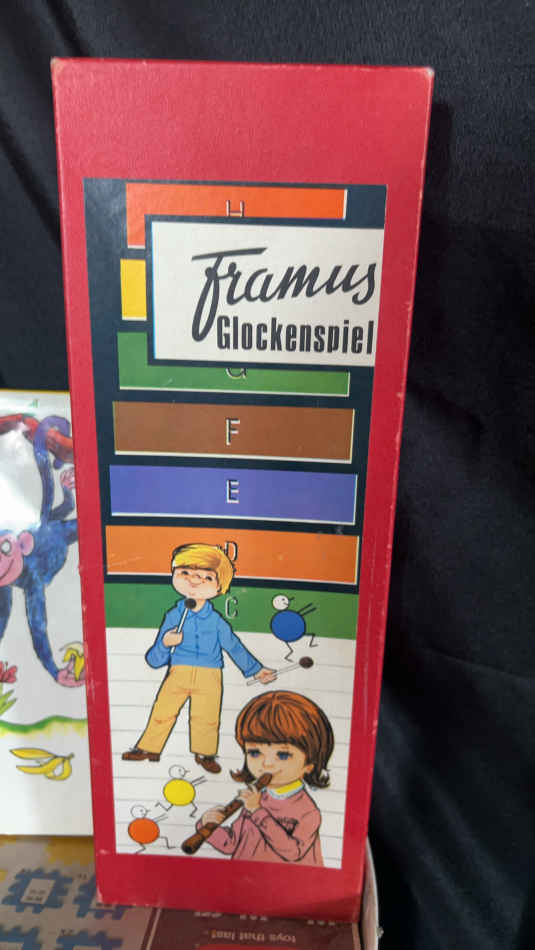 H
Framus
Glockenspiel
G
F
E
D
C
toys that last